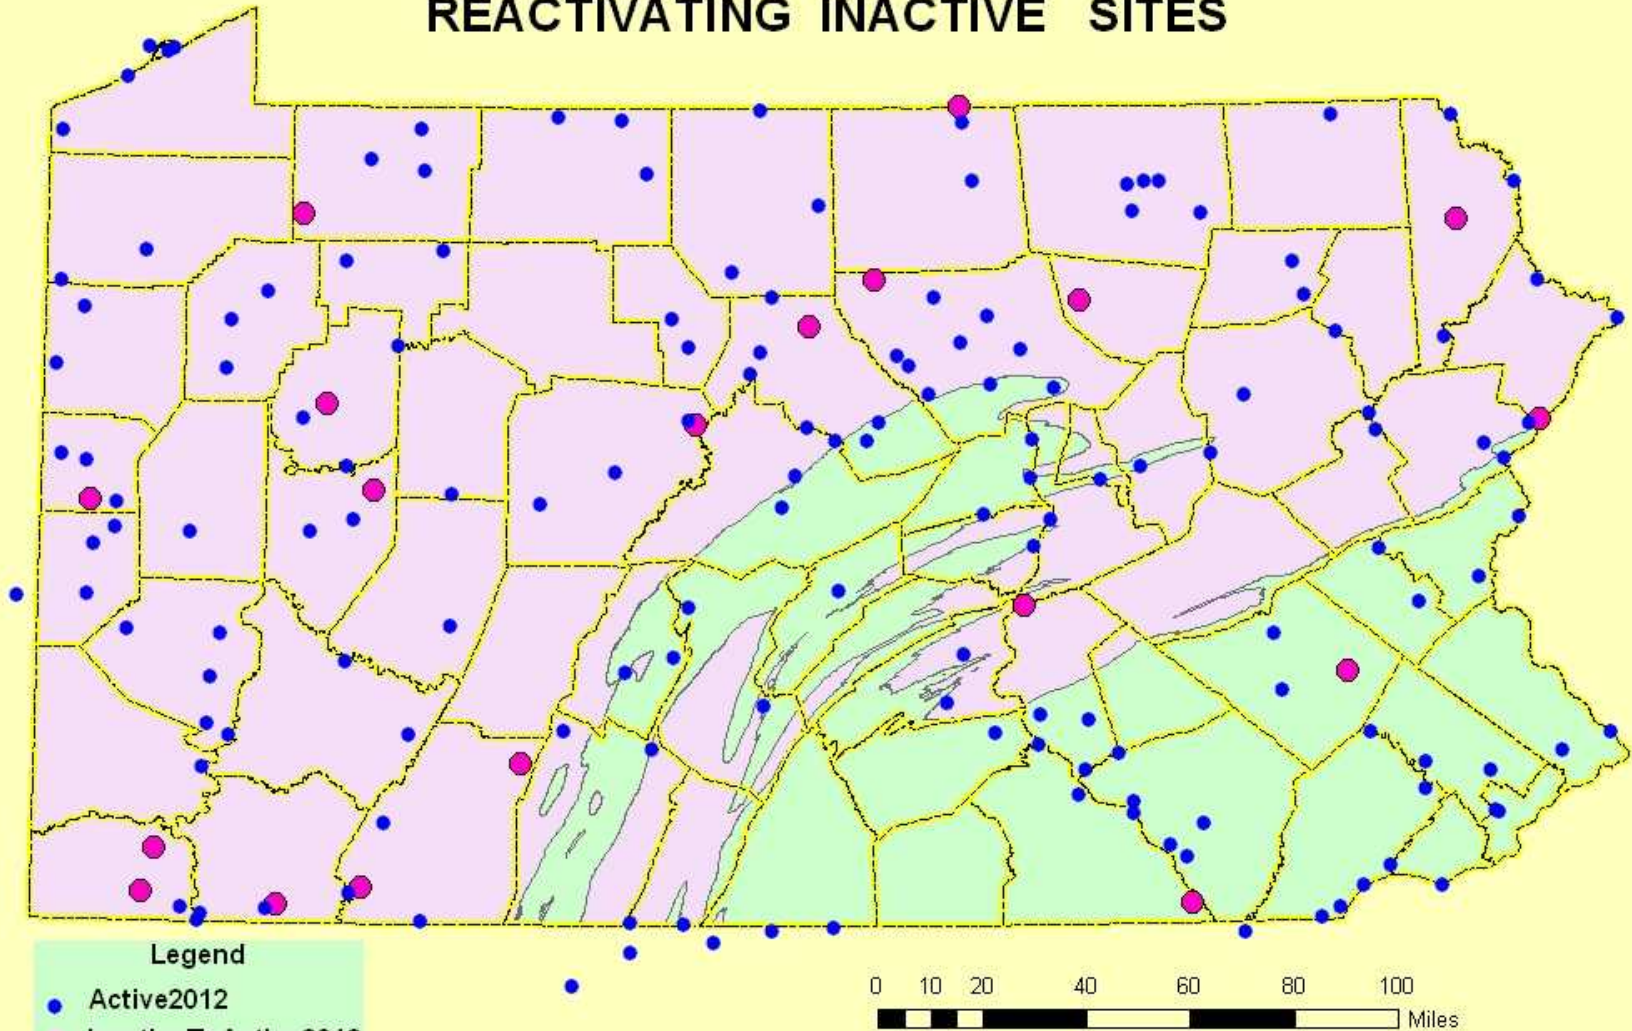 REACTIVATING INACTIVE SITES
Legend
Active2012
0 10 20 40 60 80 100
Miles